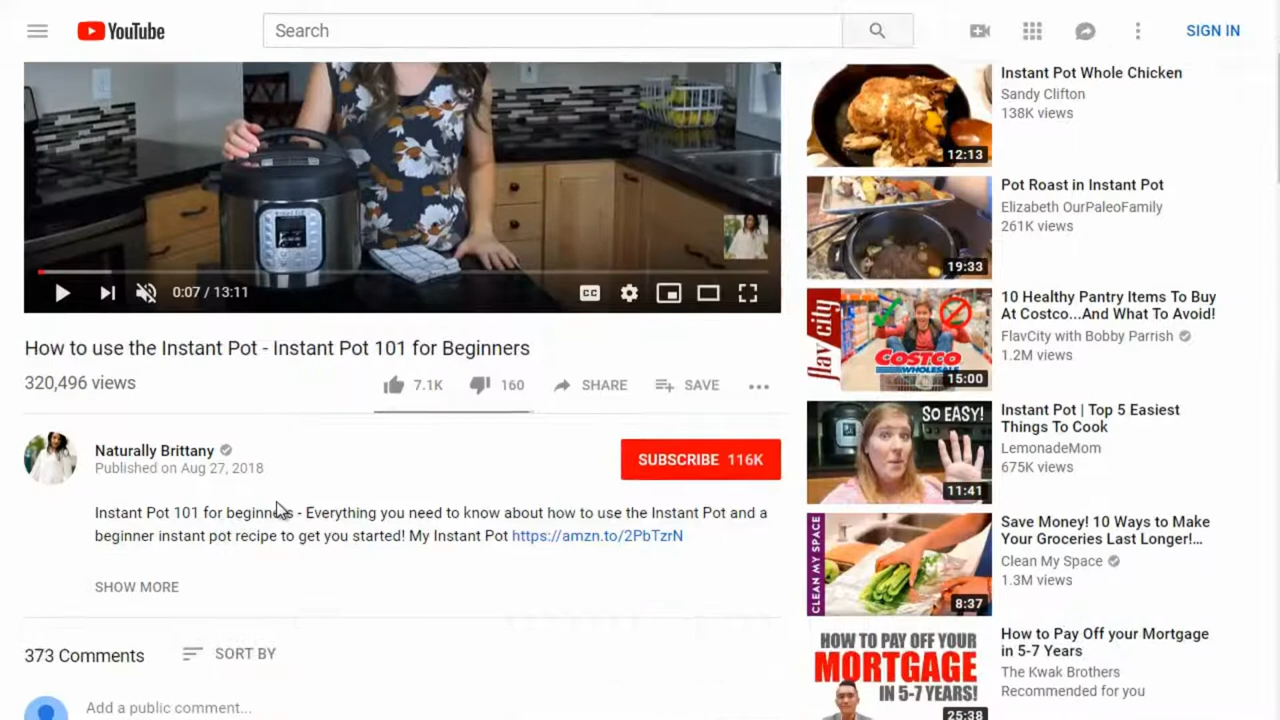 YouTube
Search
SIGN IN
0:07 / 13:11
CC
How to use the Instant Pot - Instant Pot 101 for Beginners
320,496 views
7.1K
160
SHARE
SAVE
Naturally Brittany
Published on Aug 27, 2018
SUBSCRIBE 116K
Instant Pot 101 for beginners - Everything you need to know about how to use the Instant Pot and a
beginner instant pot recipe to get you started! My Instant Pot https://amzn.to/2PbTzrN
SHOW MORE
373 Comments
SORT BY
Add a public comment...
Instant Pot Whole Chicken
Sandy Clifton
138K views
12:13
Pot Roast in Instant Pot
Elizabeth OurPaleoFamily
261K views
19:33
flav city
COSTCO
WHOLESALE
15:00
10 Healthy Pantry Items To Buy
At Costco...And What To Avoid!
FlavCity with Bobby Parrish
1.2M views
SO EASY!
11:41
Instant Pot | Top 5 Easiest
Things To Cook
LemonadeMom
675K views
CLEAN MY SPACE
8:37
Save Money! 10 Ways to Make
Your Groceries Last Longer!...
Clean My Space
1.3M views
HOW TO PAY OFF YOUR
MORTGAGE
IN 5-7 YEARS!
25:38
How to Pay Off your Mortgage
in 5-7 Years
The Kwak Brothers
Recommended for you